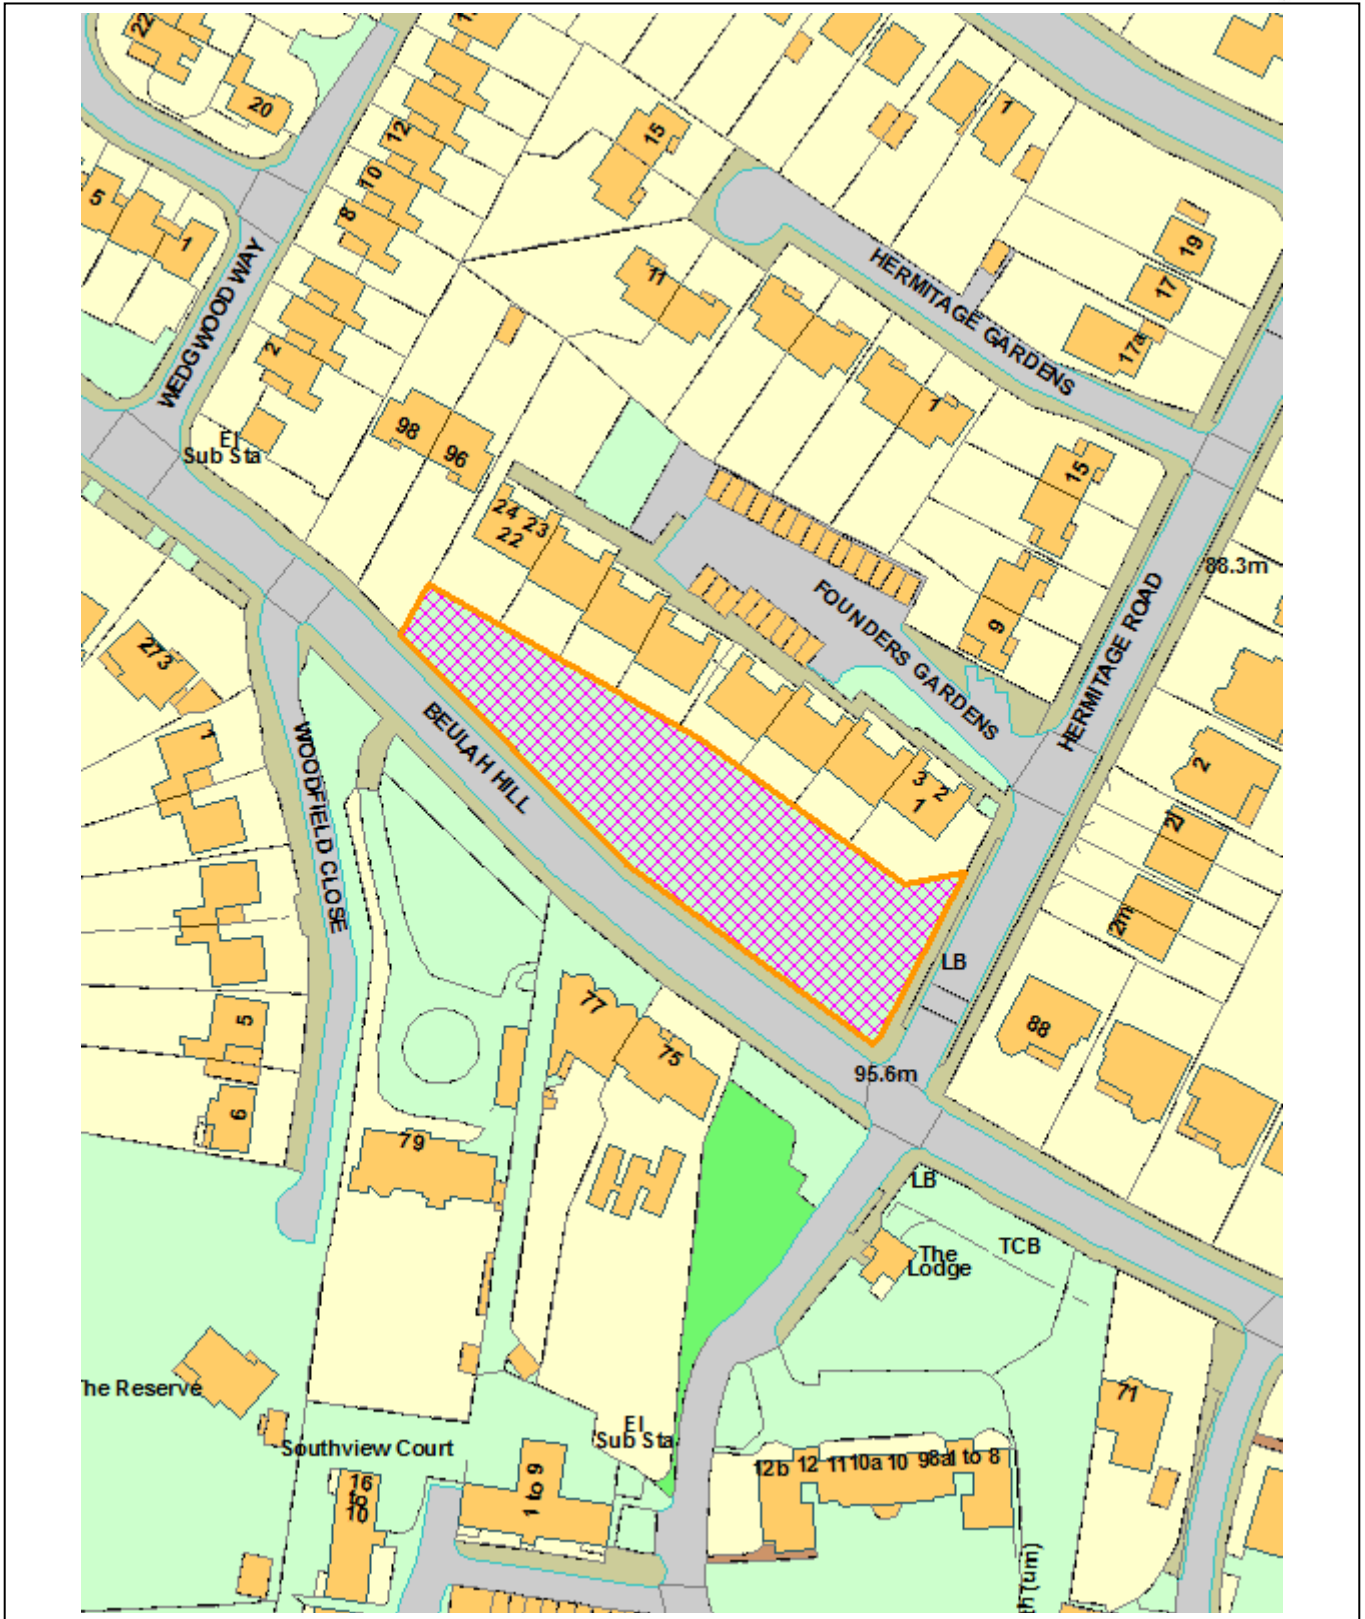 22
20
12
10
8
5
1
WEDGWOOD WAY
2
El
Sub Sta
98
96
15
11
1
HERMITAGE GARDENS
19
17
17a
1
15
9
24 23
22
FOUNDERS GARDENS
HERMITAGE ROAD
88.3m
3 2
1
2
2l
2m
88
LB
95.6m
BEULAH HILL
WOODFIELD CLOSE
273
1
5
6
79
77
75
LB
TCB
The
Lodge
71
The Reserve
Southview Court
16
10
1 to 9
El
Sub Sta
12b 12 11 10a 10 9 8a 1 to 8
(um)